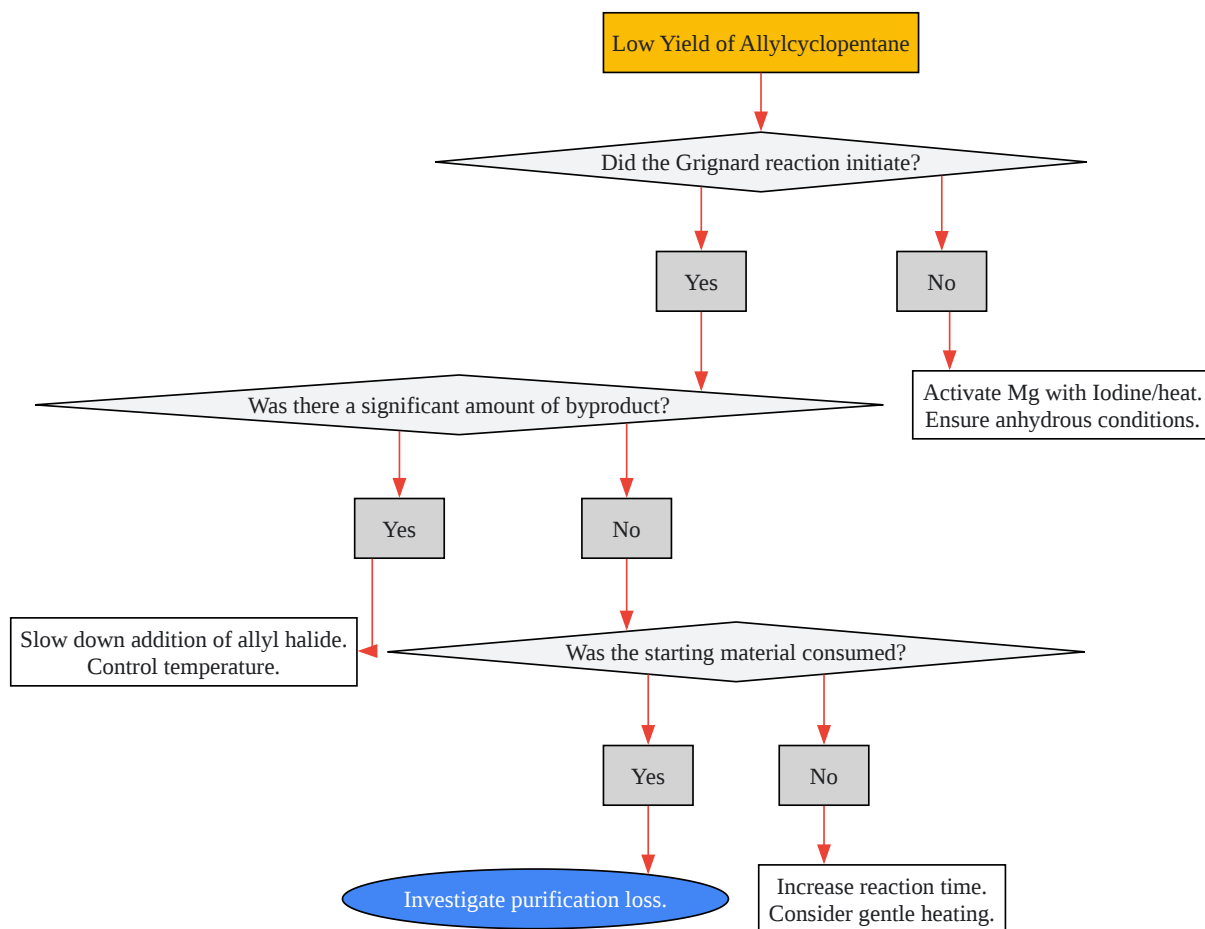 Low Yield of Allylcyclopentane
Did the Grignard reaction initiate?
Yes
No
Activate Mg with Iodine/heat.
Ensure anhydrous conditions.
Was there a significant amount of byproduct?
Yes
No
Slow down addition of allyl halide.
Control temperature.
Was the starting material consumed?
Yes
No
Investigate purification loss.
Increase reaction time.
Consider gentle heating.